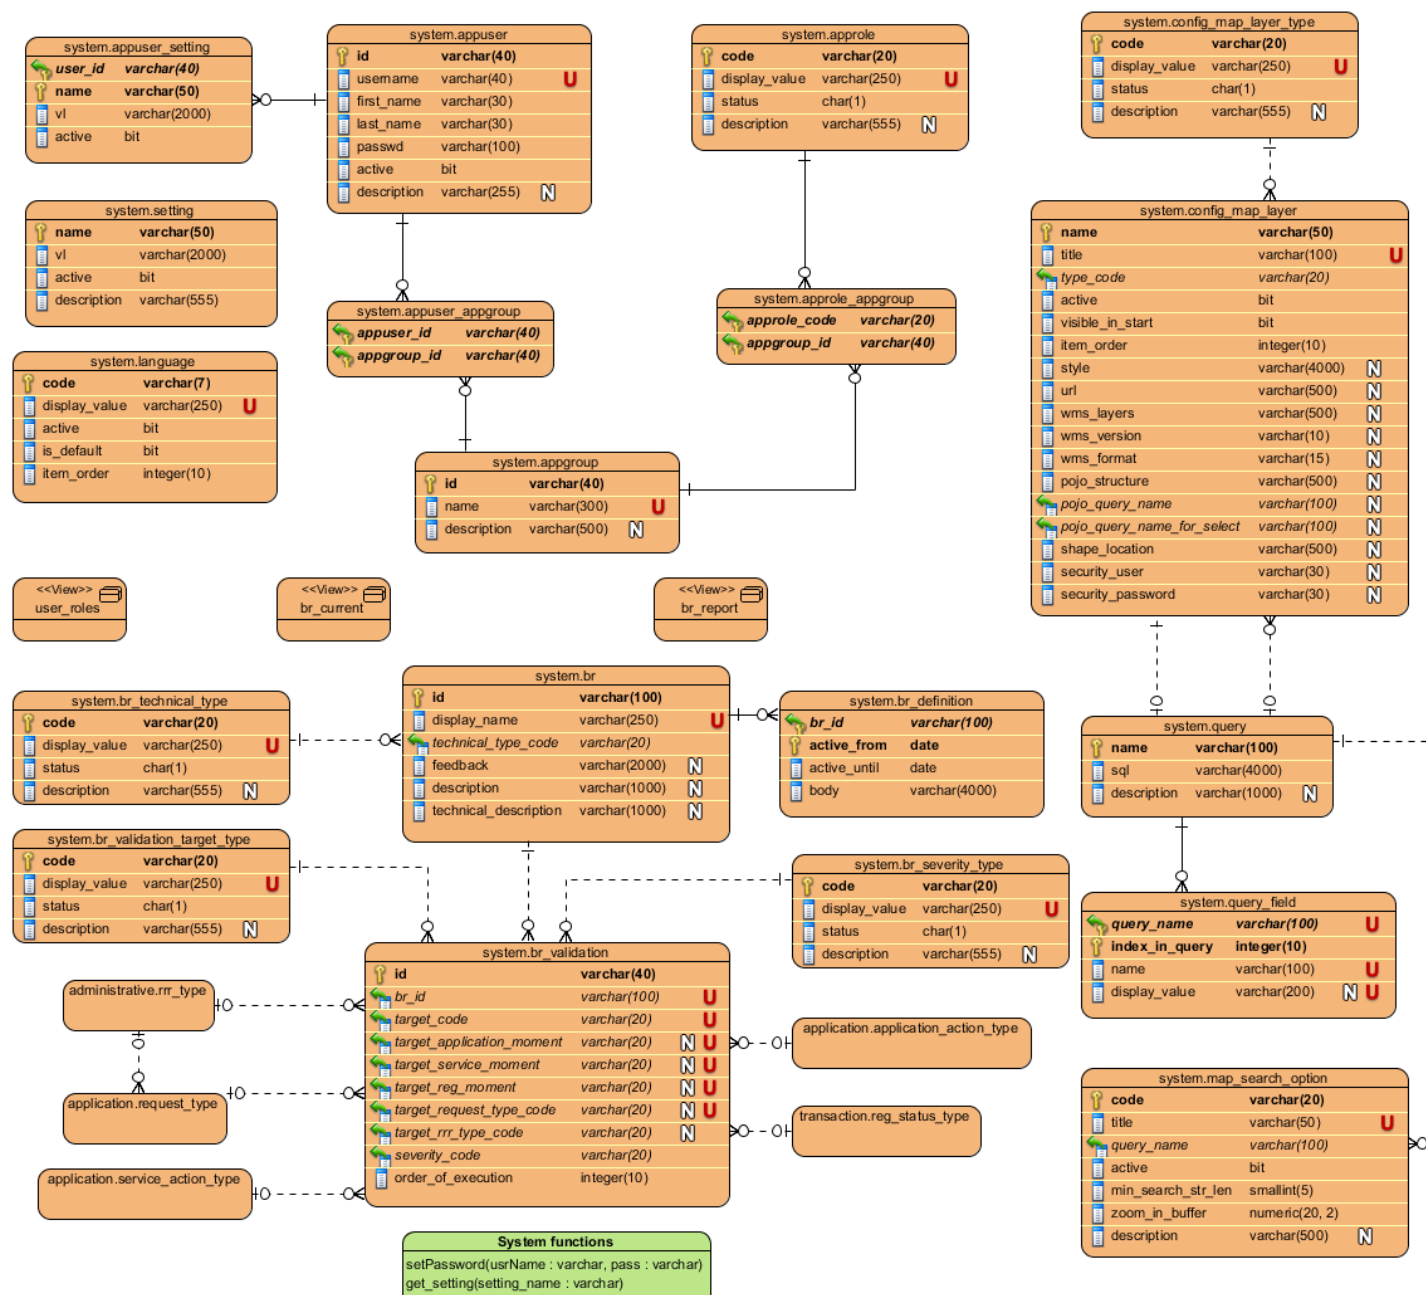 system.appuser_setting
user_id varchar(40)
name varchar(50)
vl varchar(2000)
active bit
system.appuser
id varchar(40)
username varchar(40) U
first_name varchar(30)
last_name varchar(30)
passwd varchar(100)
active bit
description varchar(255) N
system.approle
code varchar(20)
display_value varchar(250) U
status char(1)
description varchar(555) N
system.config_map_layer_type
code varchar(20)
display_value varchar(250) U
status char(1)
description varchar(555) N
system.setting
name varchar(50)
vl varchar(2000)
active bit
description varchar(555)
system.config_map_layer
name varchar(50)
title varchar(100) U
type_code varchar(20)
active bit
visible_in_start bit
item_order integer(10)
style varchar(4000) N
url varchar(500) N
wms_layers varchar(500) N
wms_version varchar(10) N
wms_format varchar(15) N
pojo_structure varchar(500) N
pojo_query_name varchar(100) N
pojo_query_name_for_select varchar(100) N
shape_location varchar(500) N
security_user varchar(30) N
security_password varchar(30) N
system.appuser_appgroup
appuser_id varchar(40)
appgroup_id varchar(40)
system.approle_appgroup
approle_code varchar(20)
appgroup_id varchar(40)
system.language
code varchar(7)
display_value varchar(250) U
active bit
is_default bit
item_order integer(10)
system.appgroup
id varchar(40)
name varchar(300) U
description varchar(500) N
<<View>>
user_roles
<<View>>
br_current
<<View>>
br_report
system.br_technical_type
code varchar(20)
display_value varchar(250) U
status char(1)
description varchar(555) N
system.br
id varchar(100)
display_name varchar(250) U
technical_type_code varchar(20)
feedback varchar(2000) N
description varchar(1000) N
technical_description varchar(1000) N
system.br_definition
br_id varchar(100)
active_from date
active_until date
body varchar(4000)
system.query
name varchar(100)
sql varchar(4000)
description varchar(1000) N
system.br_validation_target_type
code varchar(20)
display_value varchar(250) U
status char(1)
description varchar(555) N
system.br_severity_type
code varchar(20)
display_value varchar(250) U
status char(1)
description varchar(555) N
system.query_field
query_name varchar(100) U
index_in_query integer(10)
name varchar(100) U
display_value varchar(200) N U
system.br_validation
id varchar(40)
br_id varchar(100) U
target_code varchar(20) U
target_application_moment varchar(20) N U
target_service_moment varchar(20) N U
target_reg_moment varchar(20) N U
target_request_type_code varchar(20) N U
target_rrr_type_code varchar(20) N
severity_code varchar(20)
order_of_execution integer(10)
administrative.rrr_type
application.request_type
application.service_action_type
application.application_action_type
transaction.reg_status_type
system.map_search_option
code varchar(20)
title varchar(50) U
query_name varchar(100)
active bit
min_search_str_len smallint(5)
zoom_in_buffer numeric(20, 2)
description varchar(500) N
System functions
setPassword(usrName : varchar, pass : varchar)
get_setting(setting_name : varchar)